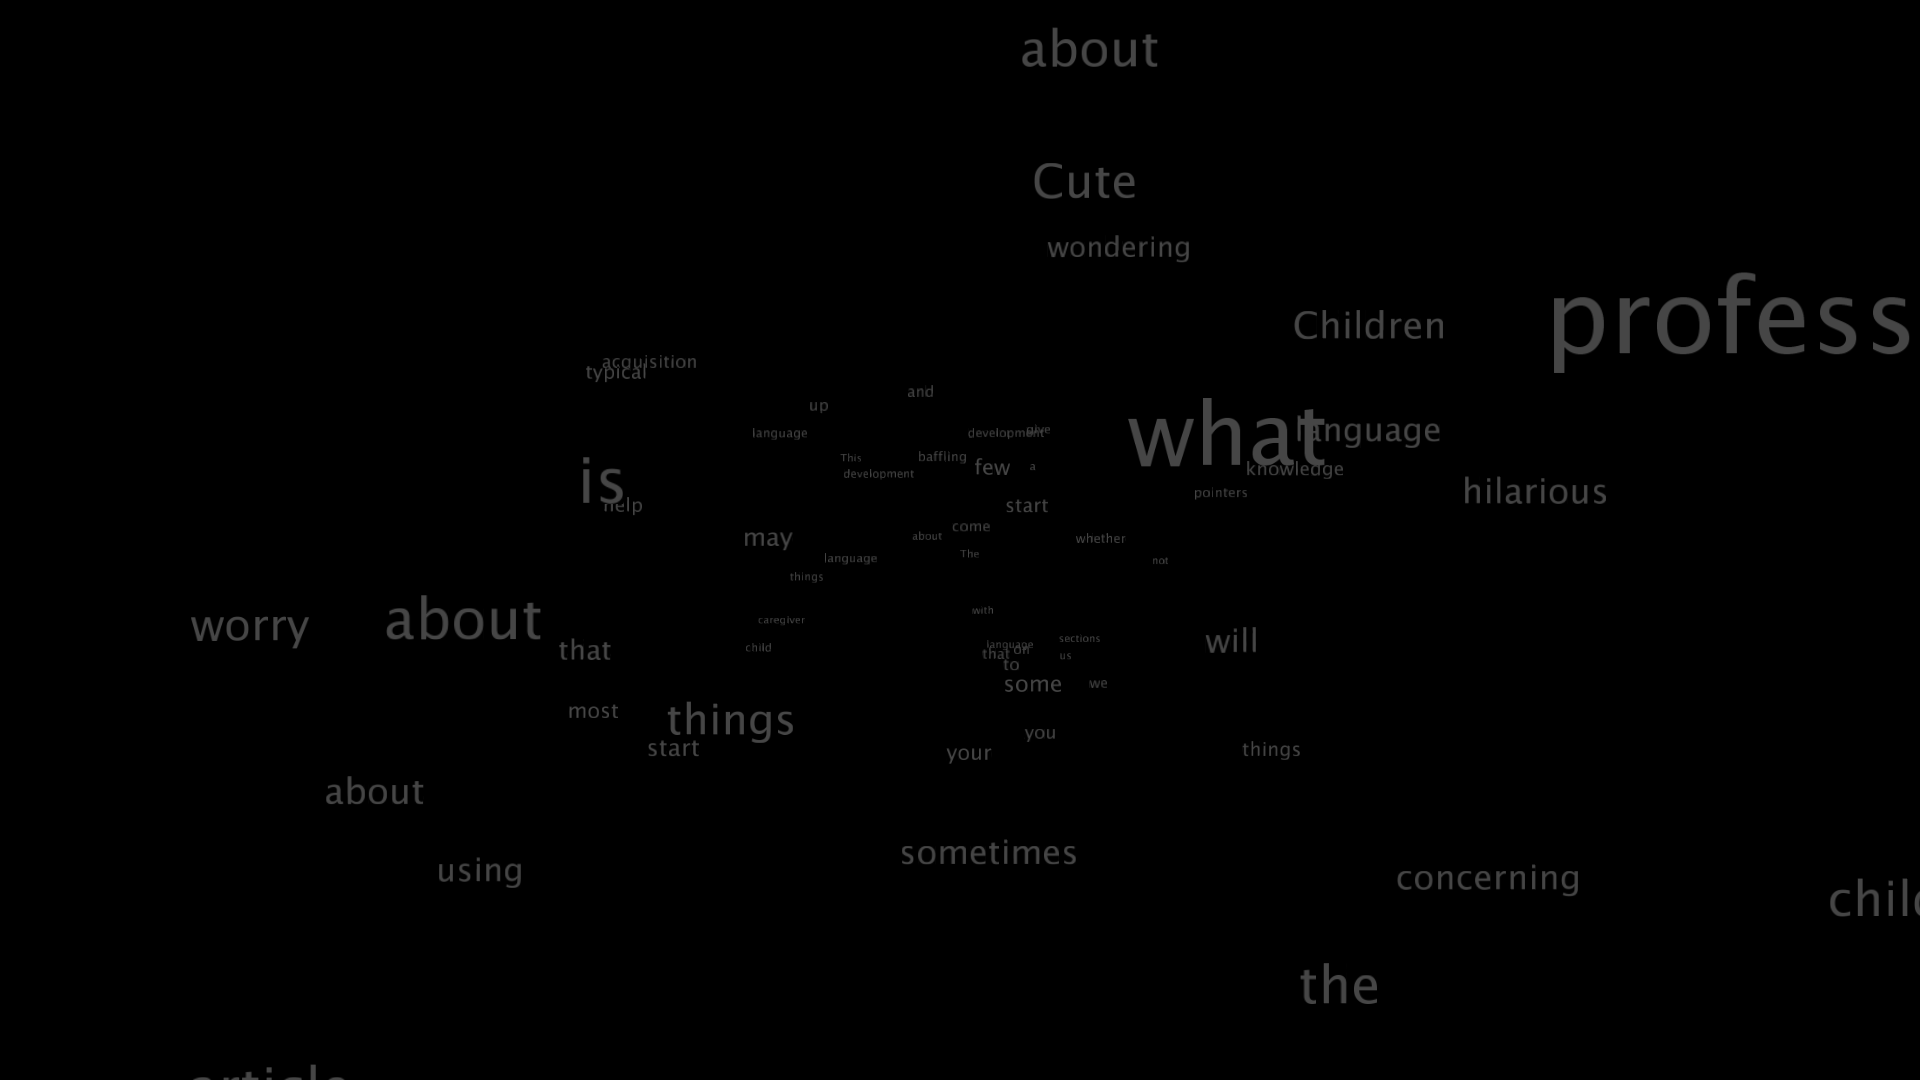 about
Cute
wondering
profess
Children
acquisition
typical
and
up
what
language
language
development
give
This
baffling
few
a
knowledge
development
is
pointers
hilarious
help
start
come
may
about
whether
The
language
not
things
with
worry
about
caregiver
sections
will
that
child
language
on
that
us
to
some
we
most
things
you
start
your
things
about
sometimes
using
concerning
chil
the
article